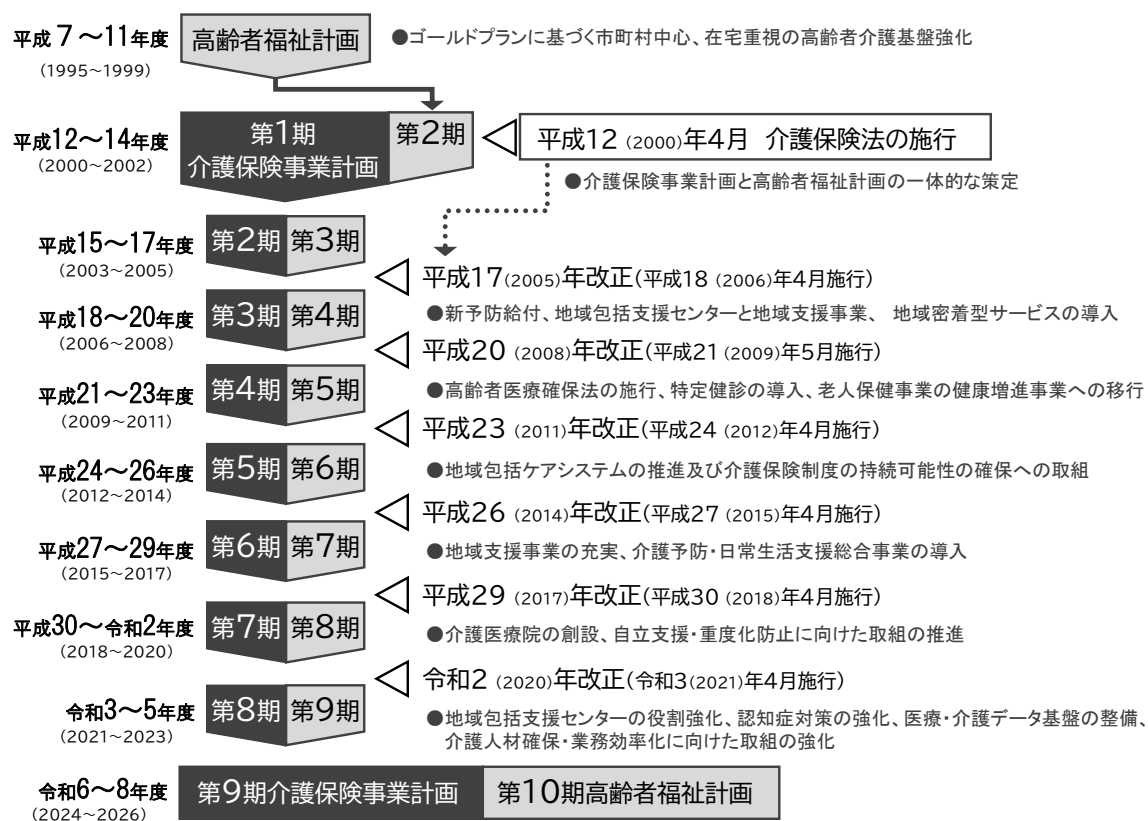 平成7～11年度
(1995～1999)
高齢者福祉計画
●ゴールドプランに基づく市町村中心、在宅重視の高齢者介護基盤強化
平成12～14年度
(2000～2002)
第1期
介護保険事業計画
第2期
平成12 (2000)年4月 介護保険法の施行
●介護保険事業計画と高齢者福祉計画の一体的な策定
平成15～17年度
(2003～2005)
第2期 第3期
平成17(2005)年改正(平成18 (2006)年4月施行)
●新予防給付、地域包括支援センターと地域支援事業、 地域密着型サービスの導入
平成18～20年度
(2006～2008)
第3期 第4期
平成20 (2008)年改正(平成21 (2009)年5月施行)
●高齢者医療確保法の施行、特定健診の導入、老人保健事業の健康増進事業への移行
平成21～23年度
(2009～2011)
第4期 第5期
平成23 (2011)年改正(平成24 (2012)年4月施行)
●地域包括ケアシステムの推進及び介護保険制度の持続可能性の確保への取組
平成24～26年度
(2012～2014)
第5期 第6期
平成26 (2014)年改正(平成27 (2015)年4月施行)
●地域支援事業の充実、介護予防・日常生活支援総合事業の導入
平成27～29年度
(2015～2017)
第6期 第7期
平成29 (2017)年改正(平成30 (2018)年4月施行)
●介護医療院の創設、自立支援・重度化防止に向けた取組の推進
平成30～令和2年度
(2018～2020)
第7期 第8期
令和2 (2020)年改正(令和3(2021)年4月施行)
●地域包括支援センターの役割強化、認知症対策の強化、医療・介護データ基盤の整備、
介護人材確保・業務効率化に向けた取組の強化
令和3～5年度
(2021～2023)
第8期 第9期
令和6～8年度
(2024～2026)
第9期介護保険事業計画 第10期高齢者福祉計画